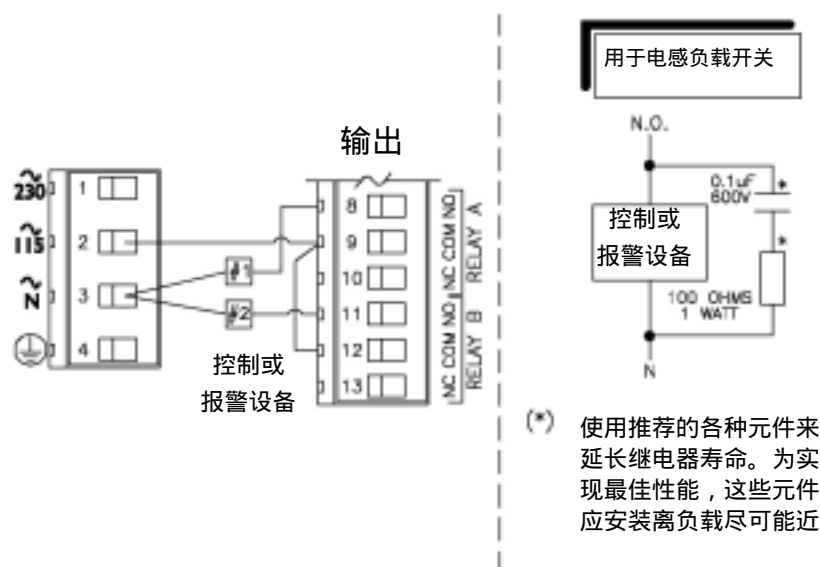 输出
~
230
~
115
~
N
1
2
3
4
#1
#2
控制或
报警设备
8
9
10
11
12
13
NC COM NO
RELAY A
NC COM NO
RELAY B
用于电感负载开关
N.O.
0.1uF
600V
*
*
控制或
报警设备
100 OHMS
1 WATT
N
(*) 使用推荐的各种元件来
延长继电器寿命。为实
现最佳性能，这些元件
应安装离负载尽可能近